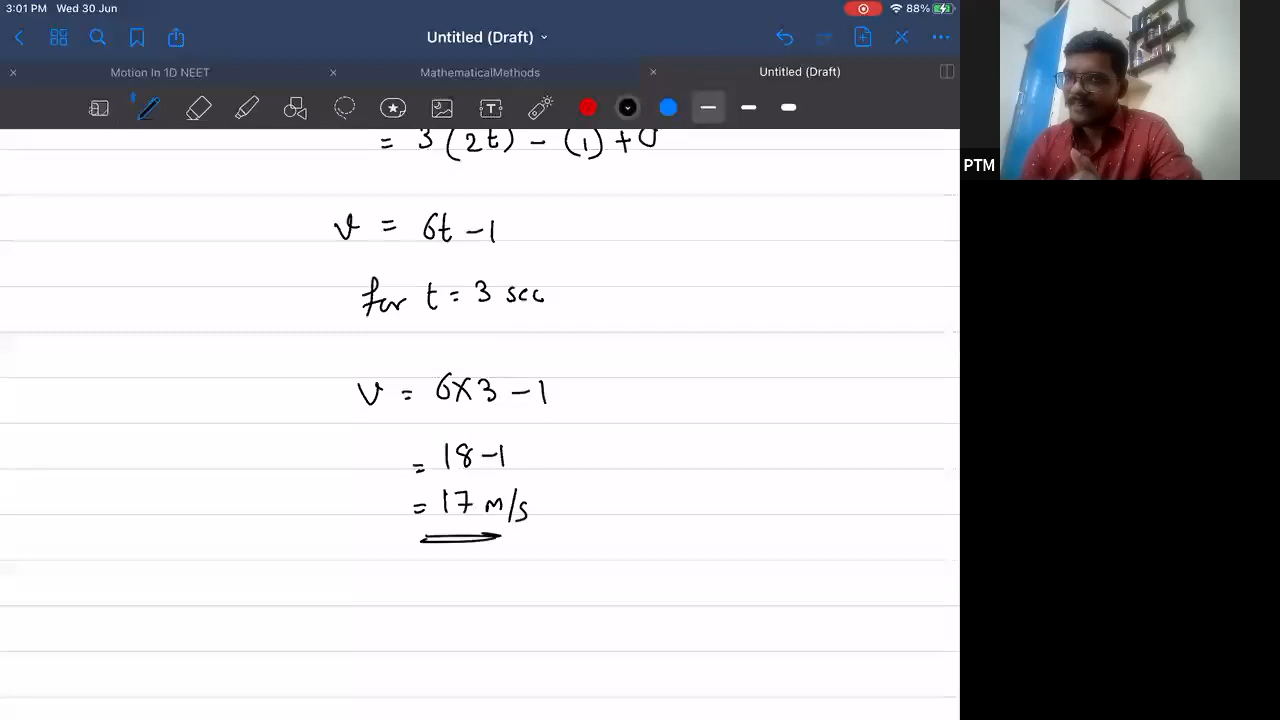 3:01 PM Wed 30 Jun
88%
Untitled (Draft)
Motion In 1D NEET
MathematicalMethods
Untitled (Draft)
PTM
= 3 (2t) - (1) + 0
v = 6t - 1
for t = 3 sec
v = 6x3 - 1
= 18 - 1
= 17 m/s